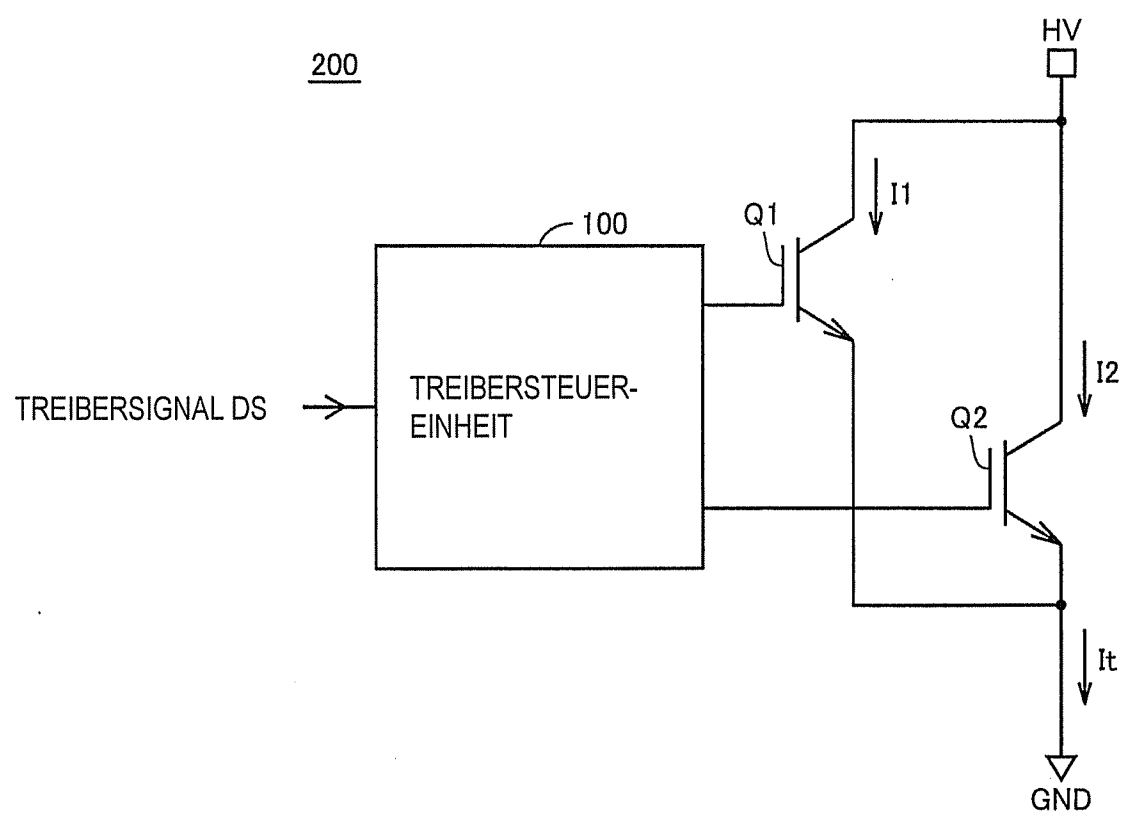 HV
200
I1
Q1
100
TREIBERSIGNAL DS
TREIBERSTEUER-
EINHEIT
I2
Q2
It
GND